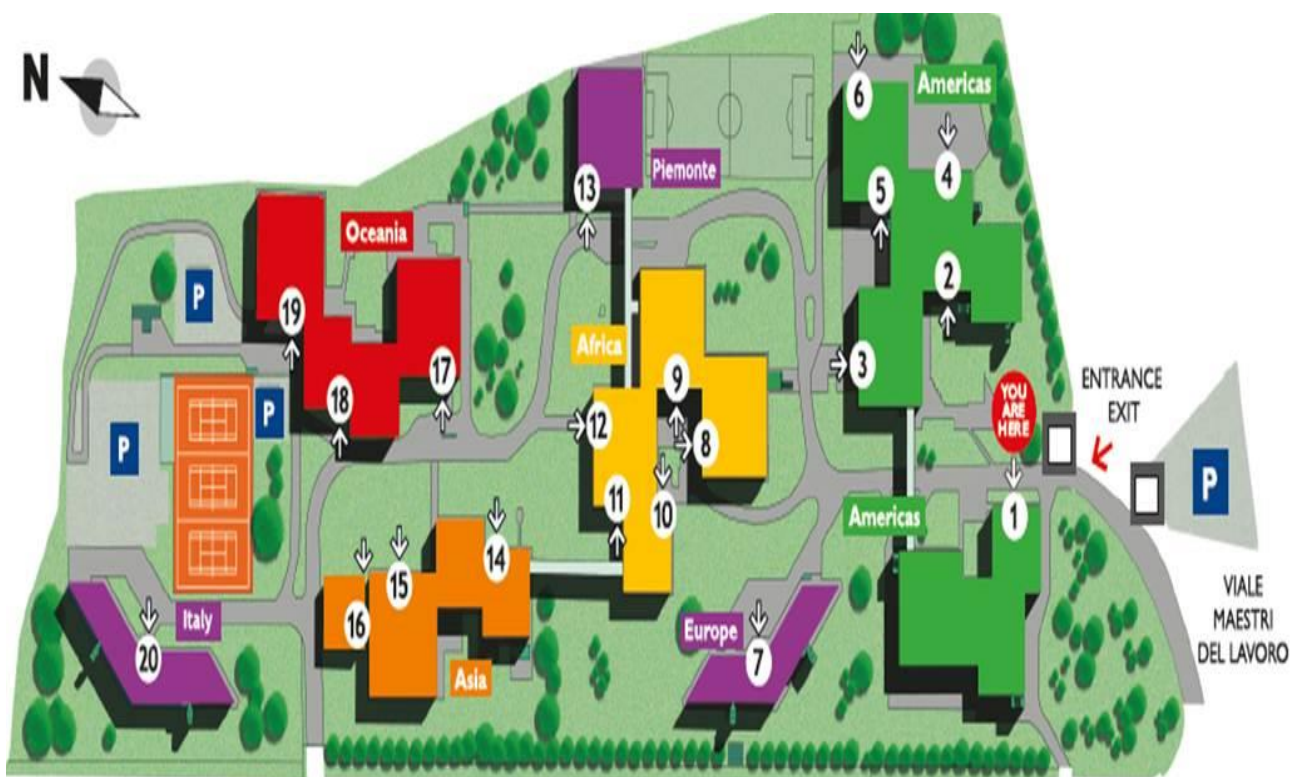 N
6
Americas
4
13
Piemonte
5
Oceania
P
2
19
Africa
3
17
9
YOU
ARE
HERE
ENTRANCE
EXIT
18
P
12
8
P
11
10
Americas
1
P
14
15
16
VIALE
MAESTRI
DEL LAVORO
Italy
20
Europe
7
Asia